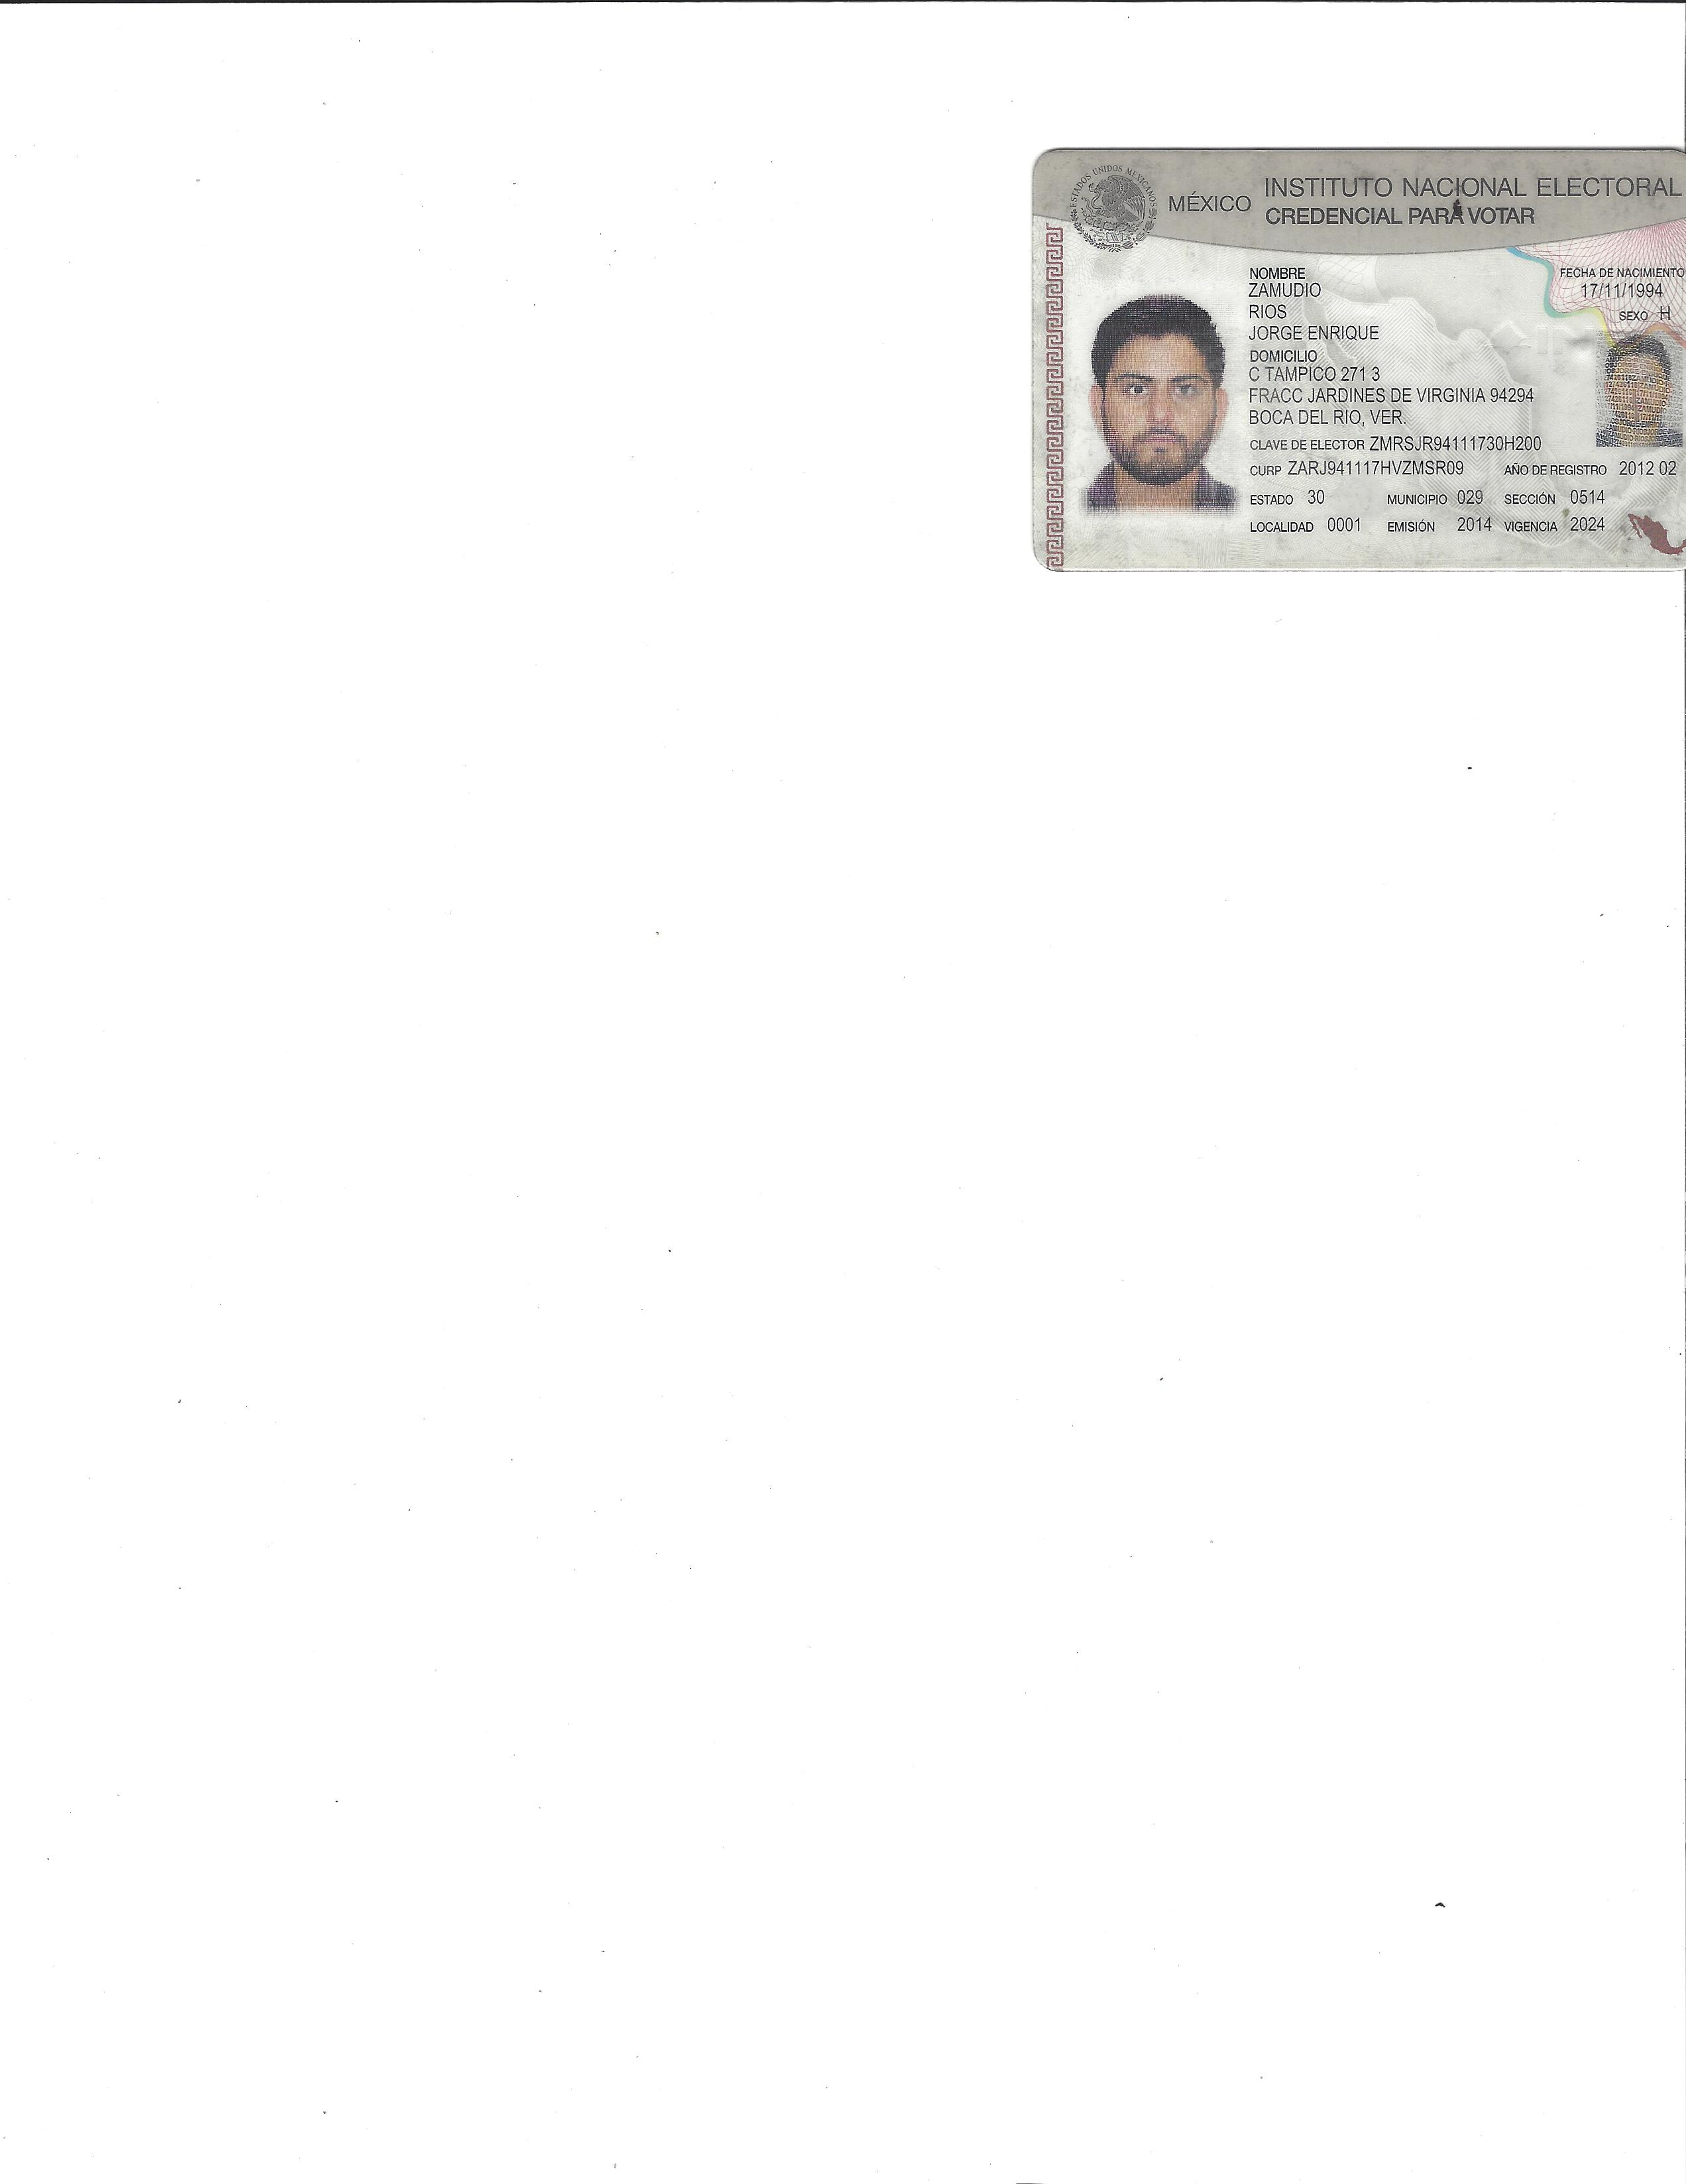 ESTADOS UNIDOS MEXICANOS
MÉXICO
INSTITUTO NACIONAL ELECTORAL
CREDENCIAL PARA VOTAR
NOMBRE
ZAMUDIO
RIOS
JORGE ENRIQUE
FECHA DE NACIMIENTO
17/11/1994
SEXO H
DOMICILIO
C TAMPICO 271 3
FRACC JARDINES DE VIRGINIA 94294
BOCA DEL RIO, VER.
CLAVE DE ELECTOR ZMRSJR94111730H200
CURP ZARJ941117HVZMSR09 AÑO DE REGISTRO 2012 02
ESTADO 30 MUNICIPIO 029 SECCIÓN 0514
LOCALIDAD 0001 EMISIÓN 2014 VIGENCIA 2024